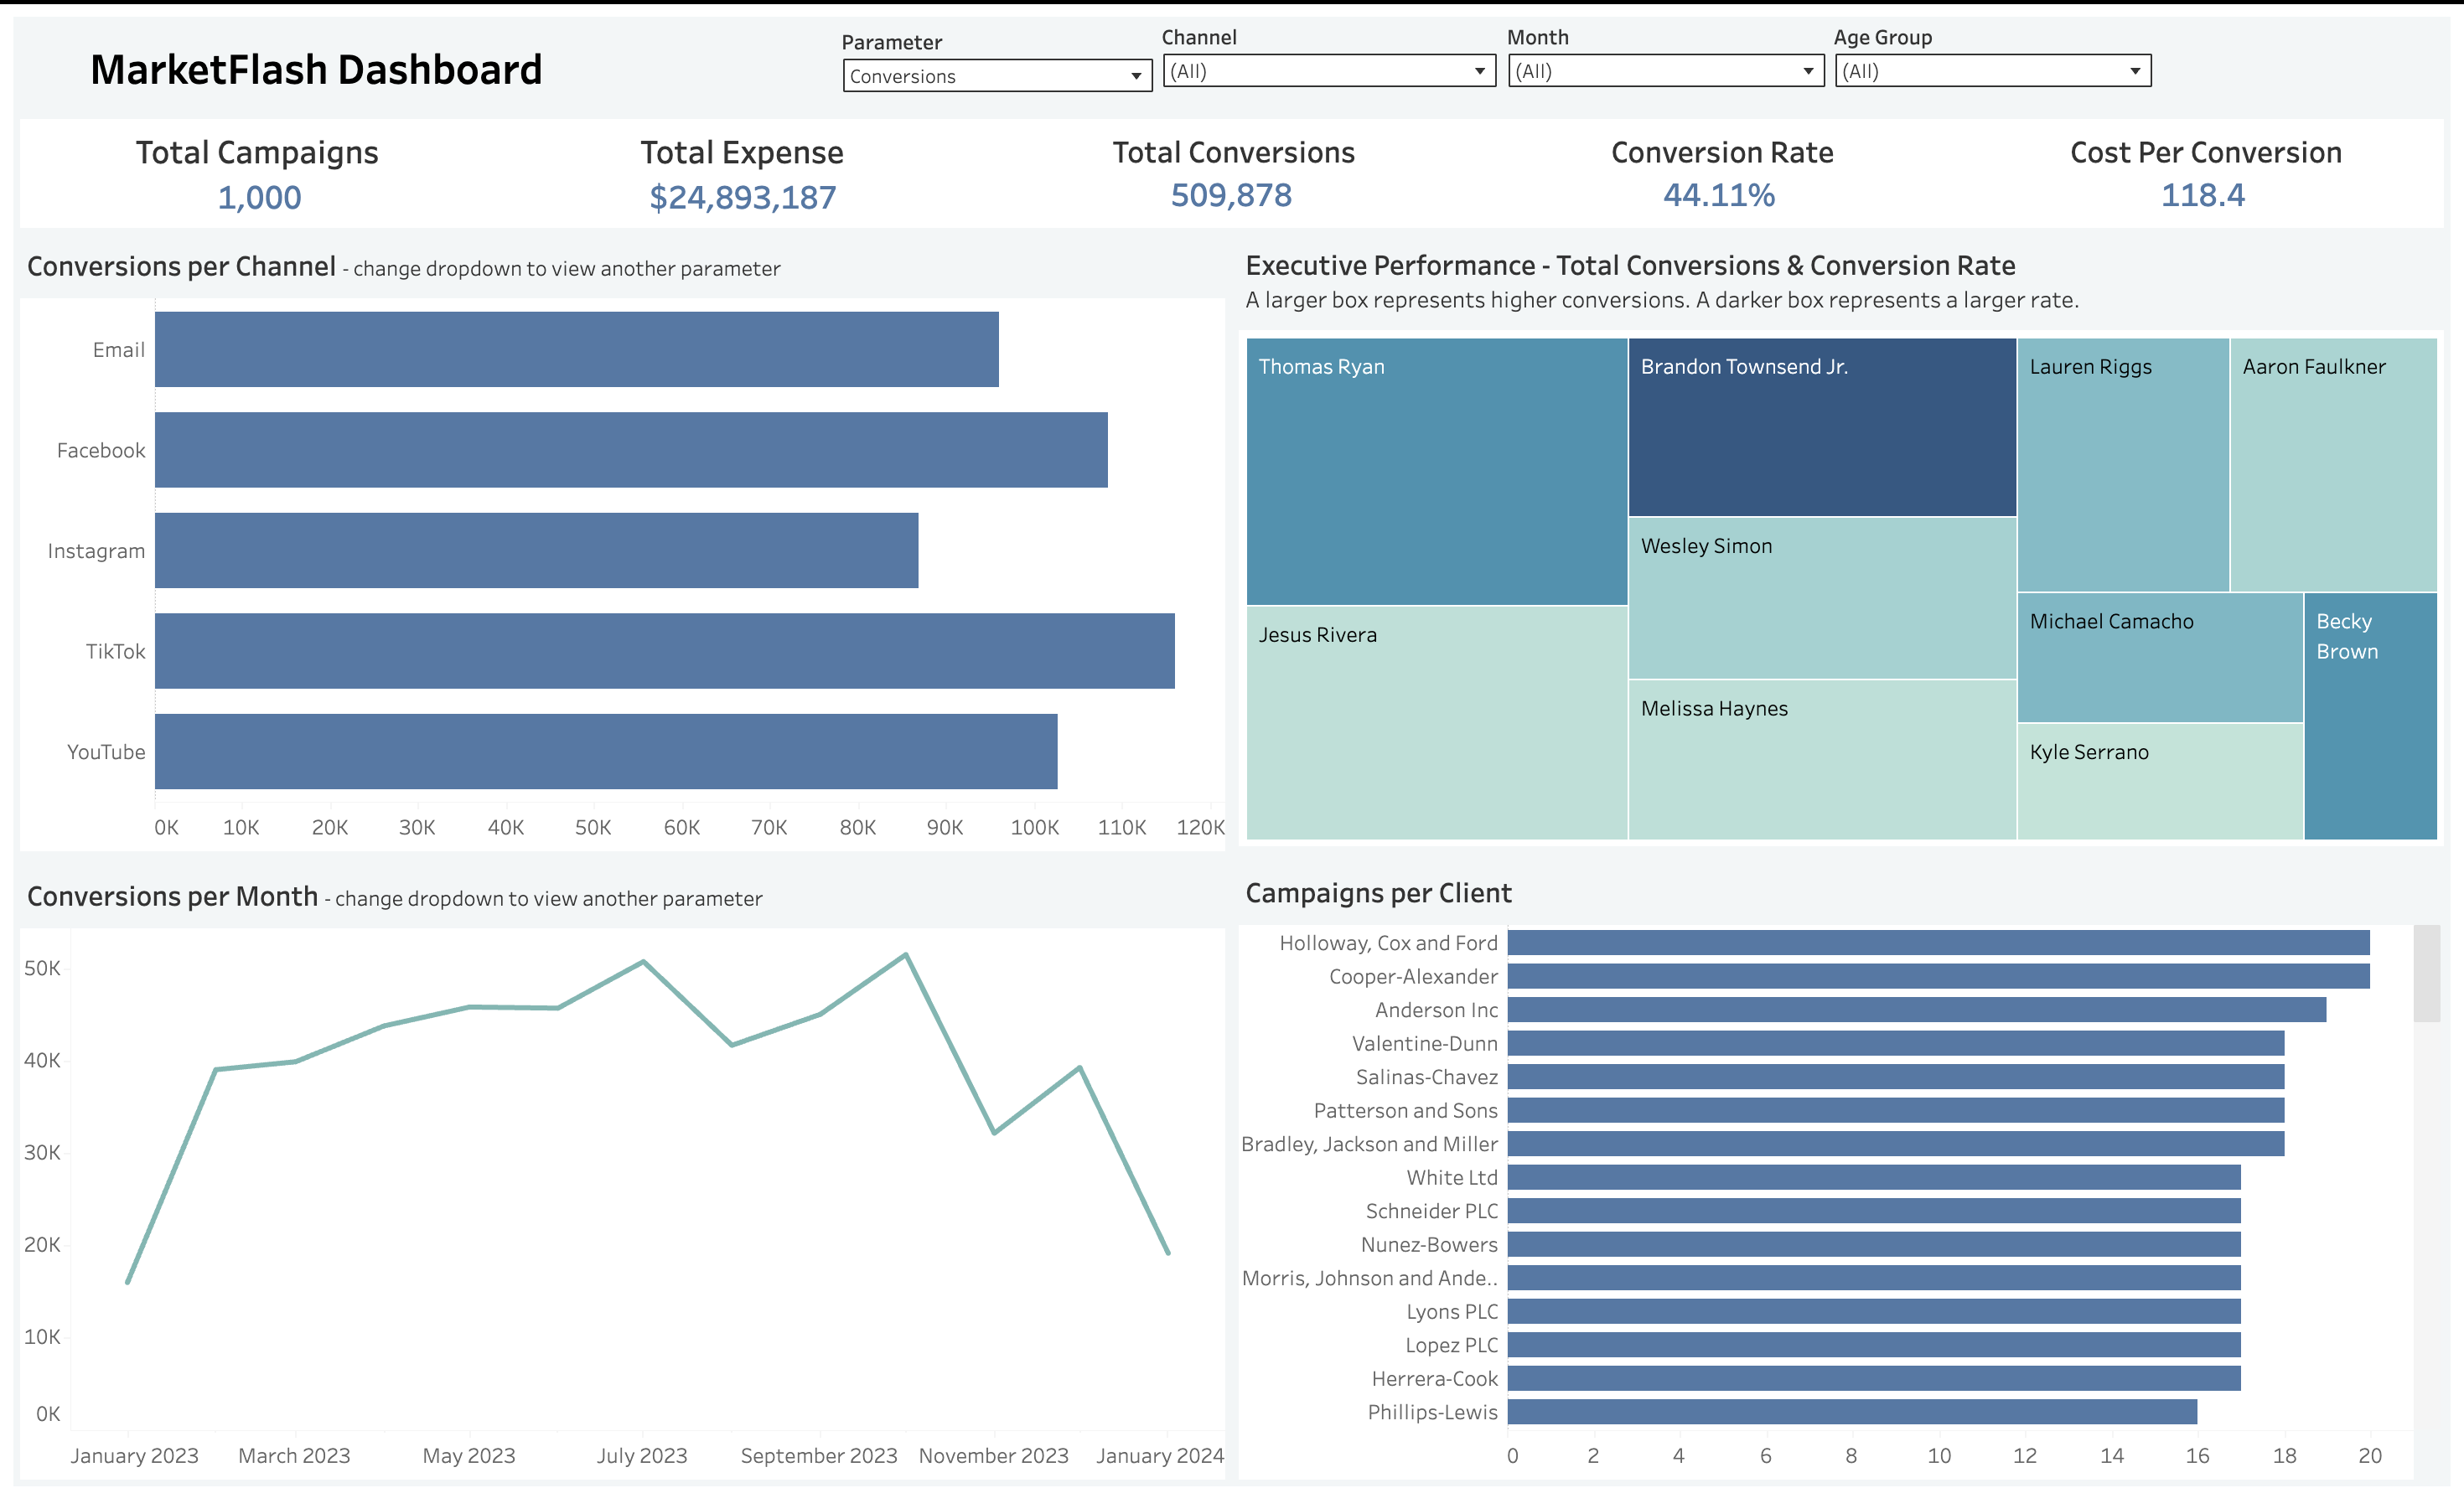 MarketFlash Dashboard
Parameter
Conversions
Channel
(All)
Month
(All)
Age Group
(All)
Total Campaigns
1,000
Total Expense
$24,893,187
Total Conversions
509,878
Conversion Rate
44.11%
Cost Per Conversion
118.4
Conversions per Channel - change dropdown to view another parameter
Email
Facebook
Instagram
TikTok
YouTube
0K 10K 20K 30K 40K 50K 60K 70K 80K 90K 100K 110K 120K
Executive Performance - Total Conversions & Conversion Rate
A larger box represents higher conversions. A darker box represents a larger rate.
Thomas Ryan
Jesus Rivera
Brandon Townsend Jr.
Wesley Simon
Melissa Haynes
Lauren Riggs
Aaron Faulkner
Michael Camacho
Becky
Brown
Kyle Serrano
Conversions per Month - change dropdown to view another parameter
50K
40K
30K
20K
10K
0K
January 2023 March 2023 May 2023 July 2023 September 2023 November 2023 January 2024
Campaigns per Client
Holloway, Cox and Ford
Cooper-Alexander
Anderson Inc
Valentine-Dunn
Salinas-Chavez
Patterson and Sons
Bradley, Jackson and Miller
White Ltd
Schneider PLC
Nunez-Bowers
Morris, Johnson and Ande..
Lyons PLC
Lopez PLC
Herrera-Cook
Phillips-Lewis
0 2 4 6 8 10 12 14 16 18 20